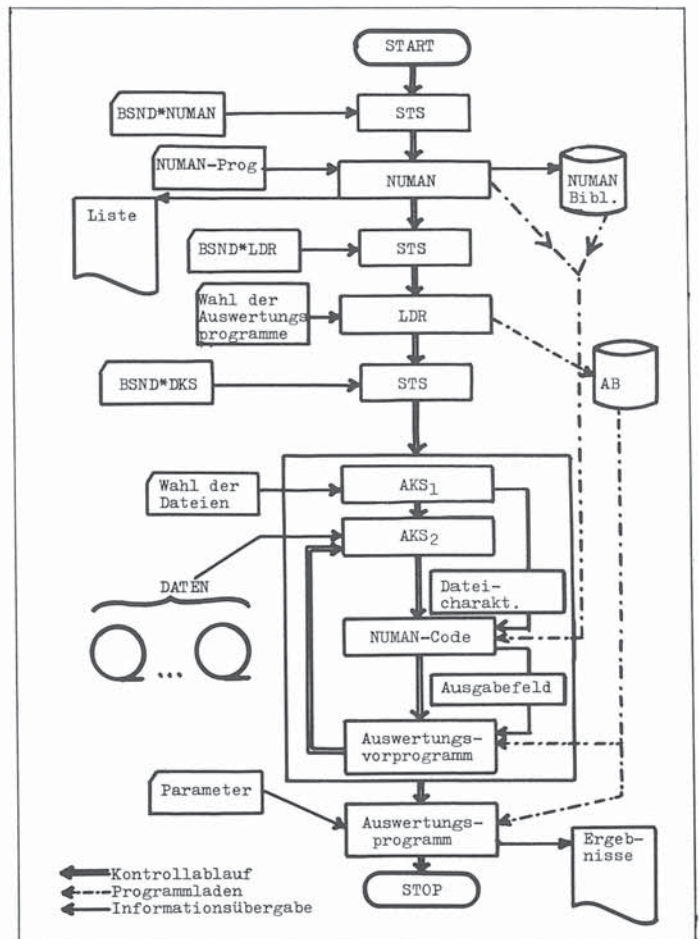 START
BSND*NUMAN
STS
NUMAN-Prog
NUMAN
NUMAN
Bibl.
Liste
BSND*LDR
STS
Wahl der
Auswertungs
programme
LDR
BSND*DKS
STS
AB
Wahl der
Dateien
AKS1
AKS2
DATEN
...
Datei-
charakt.
NUMAN-Code
Ausgabefeld
Auswertungs-
vorprogramm
Parameter
Auswertungs-
programm
Ergeb-
nisse
Kontrollablauf
Programmladen
Informationsübergabe
STOP